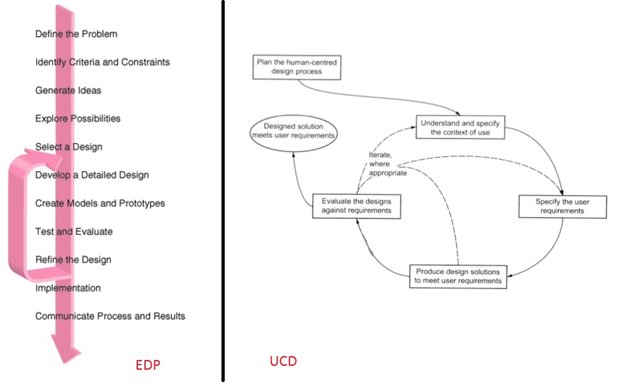 Define the Problem
Identify Criteria and Constraints
Generate Ideas
Explore Possibilities
Select a Design
Develop a Detailed Design
Create Models and Prototypes
Test and Evaluate
Refine the Design
Implementation
Communicate Process and Results
EDP
Plan the human-centred
design process
Understand and specify
the context of use
Designed solution
meets user requirements
Iterate,
where
appropriate
Evaluate the designs
against requirements
Specify the user
requirements
Produce design solutions
to meet user requirements
UCD